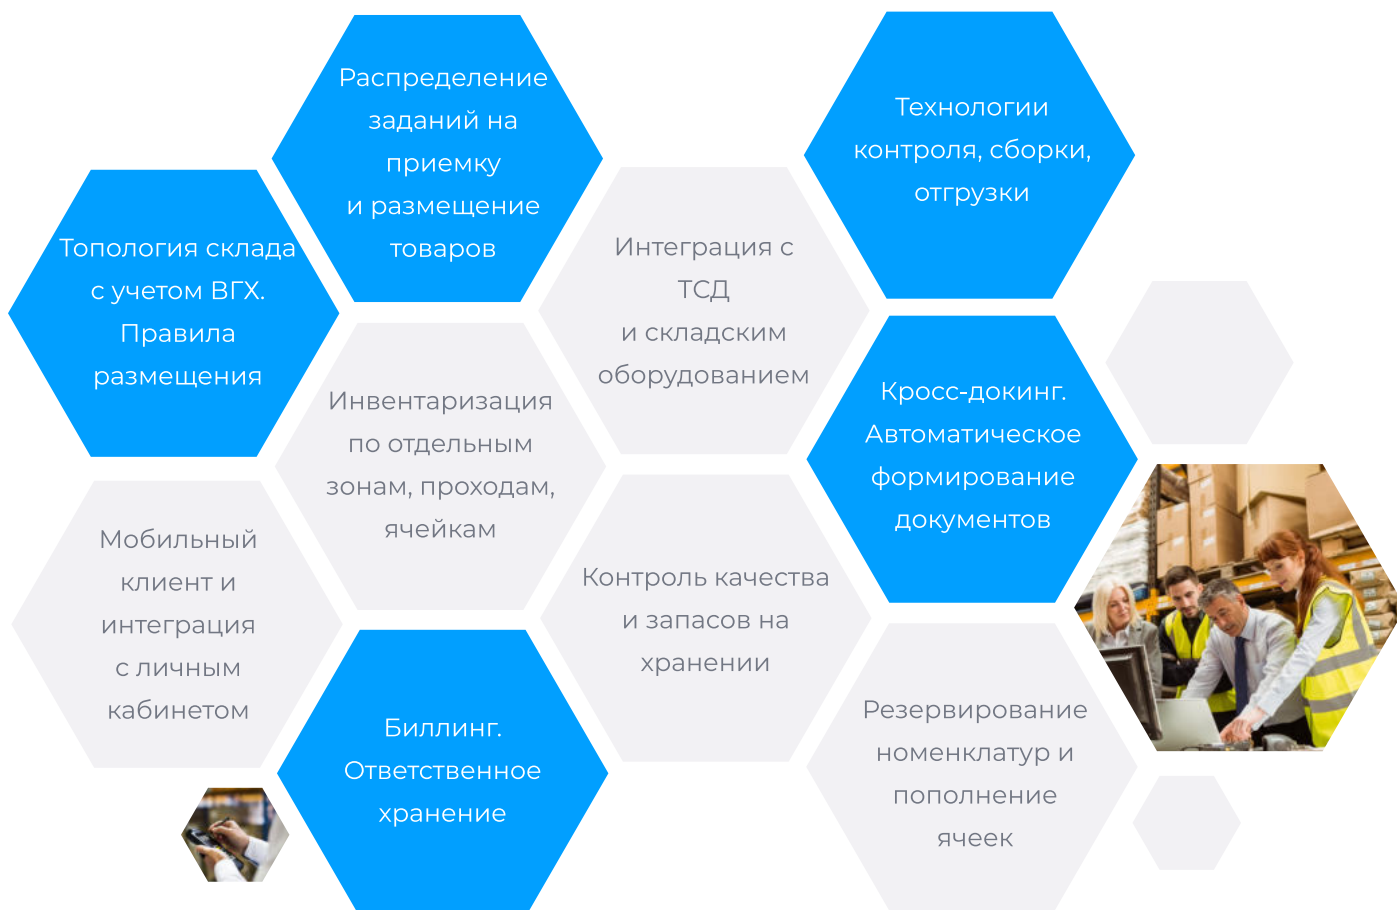 Распределение
заданий на
приемку
и размещение
товаров
Технологии
контроля, сборки,
отгрузки
Топология склада
с учетом ВГХ.
Правила
размещения
Интеграция с
ТСД
и складским
оборудованием
Инвентаризация
по отдельным
зонам, проходам,
ячейкам
Кросс-докинг.
Автоматическое
формирование
документов
Мобильный
клиент и
интеграция
с личным
кабинетом
Контроль качества
и запасов на
хранении
Биллинг.
Ответственное
хранение
Резервирование
номенклатур и
пополнение
ячеек